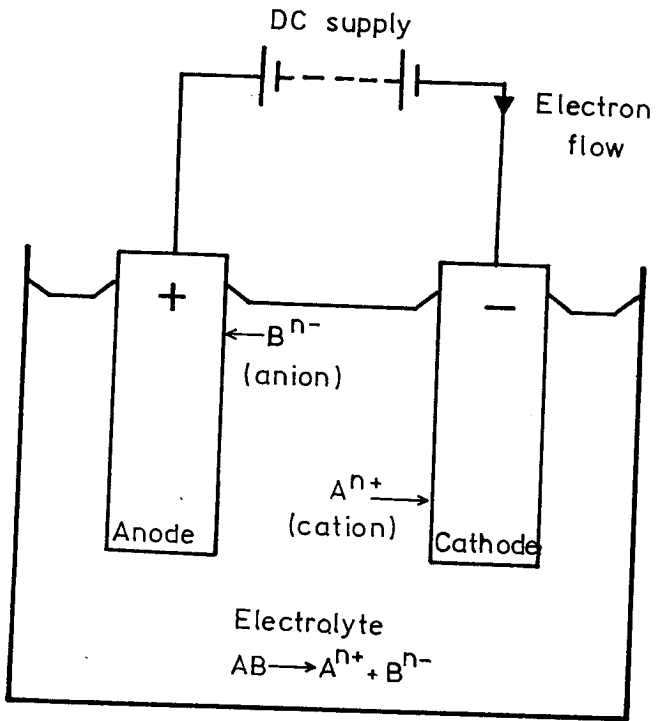 DC supply
Electron
flow
+
−
Bⁿ⁻
(anion)
Aⁿ⁺
(cation)
Anode
Cathode
Electrolyte
AB→Aⁿ⁺+Bⁿ⁻